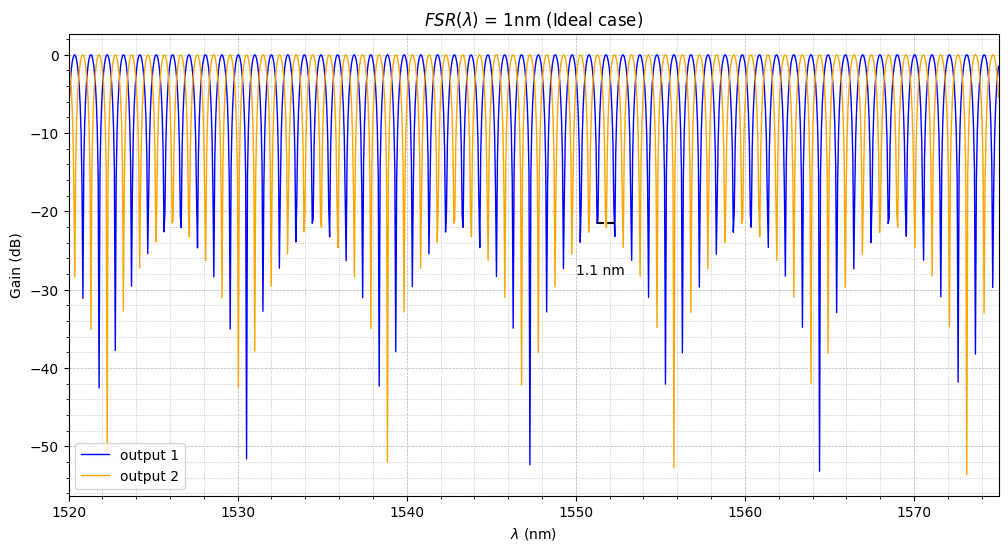 FSR(λ) = 1nm (Ideal case)
Gain (dB)
0
−10
−20
−30
−40
−50
1.1 nm
output 1
output 2
1520
1530
1540
1550
1560
1570
λ (nm)